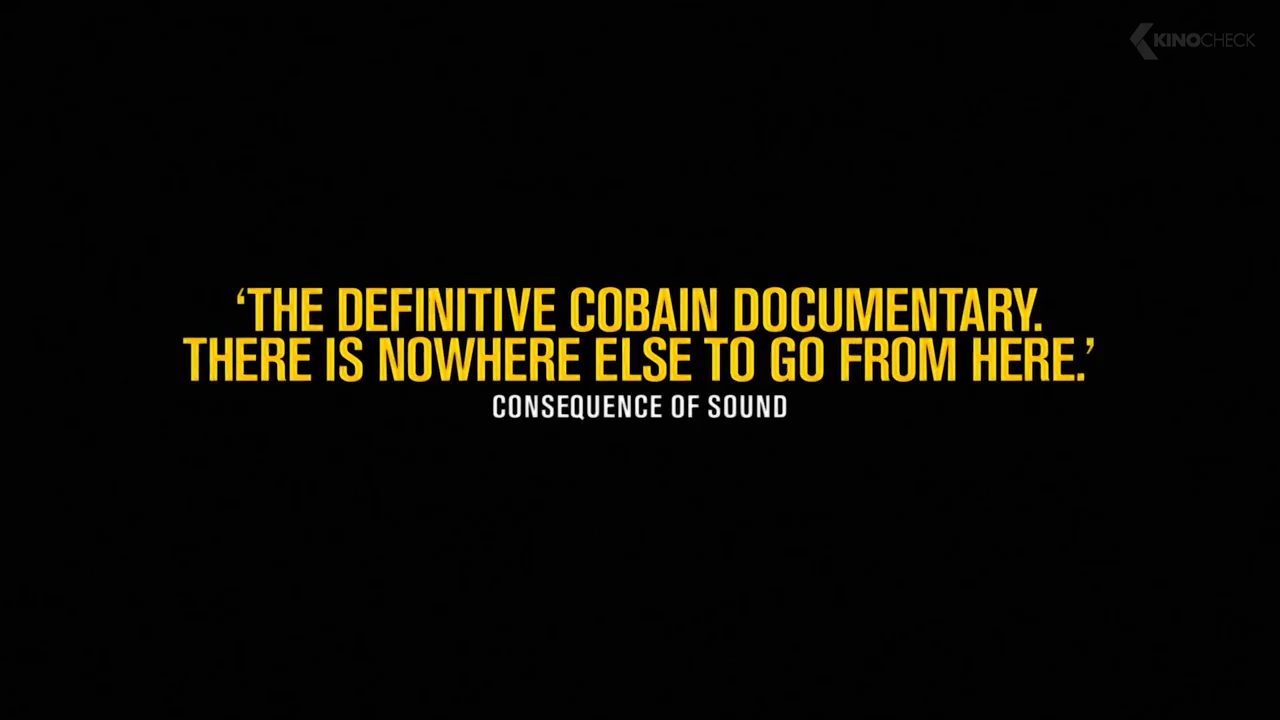 KINOCHECK
‘THE DEFINITIVE COBAIN DOCUMENTARY.
THERE IS NOWHERE ELSE TO GO FROM HERE.’
CONSEQUENCE OF SOUND